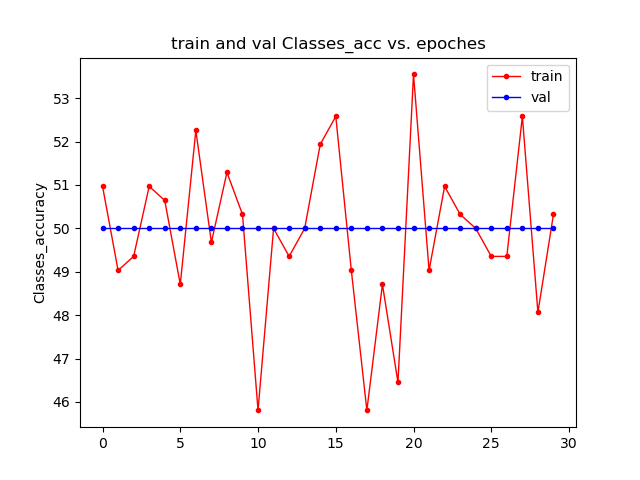 train and val Classes_acc vs. epoches
train
val
Classes_accuracy
53
52
51
50
49
48
47
46
0 5 10 15 20 25 30